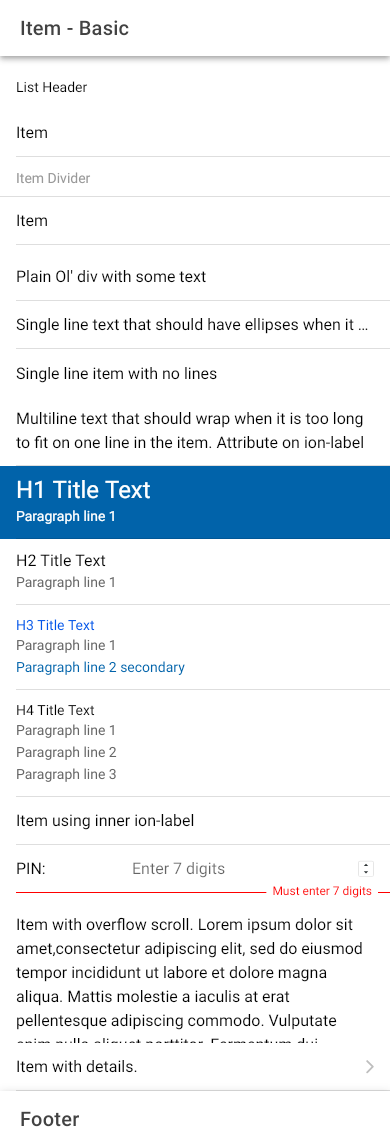 Item - Basic
List Header
Item
Item Divider
Item
Plain Ol' div with some text
Single line text that should have ellipses when it ...
Single line item with no lines
Multiline text that should wrap when it is too long
to fit on one line in the item. Attribute on ion-label
H1 Title Text
Paragraph line 1
H2 Title Text
Paragraph line 1
H3 Title Text
Paragraph line 1
Paragraph line 2 secondary
H4 Title Text
Paragraph line 1
Paragraph line 2
Paragraph line 3
Item using inner ion-label
PIN: Enter 7 digits
Must enter 7 digits
Item with overflow scroll. Lorem ipsum dolor sit
amet,consectetur adipiscing elit, sed do eiusmod
tempor incididunt ut labore et dolore magna
aliqua. Mattis molestie a iaculis at erat
pellentesque adipiscing commodo. Vulputate
enim nulla aliquet porttitor. Fermentum dui
Item with details.
Footer